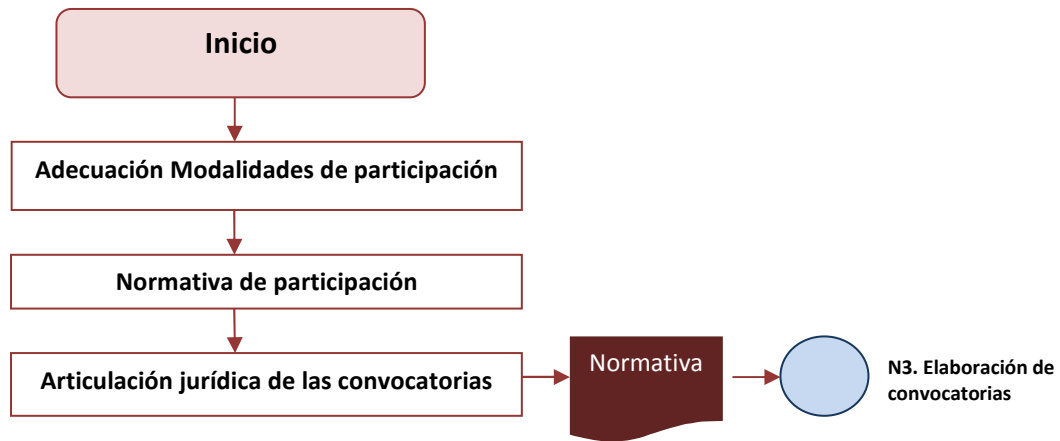 Inicio
Adecuación Modalidades de participación
Normativa de participación
Articulación jurídica de las convocatorias
Normativa
N3. Elaboración de
convocatorias